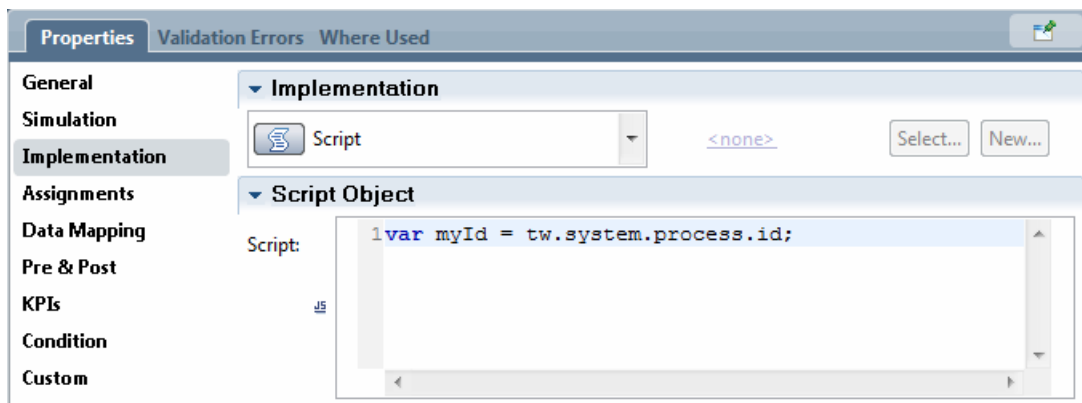 Properties Validation Errors Where Used
General
Simulation
Implementation
Assignments
Data Mapping
Pre & Post
KPIs
Condition
Custom
Implementation
Script <none> Select... New...
Script Object
Script:
1var myId = tw.system.process.id;
JS